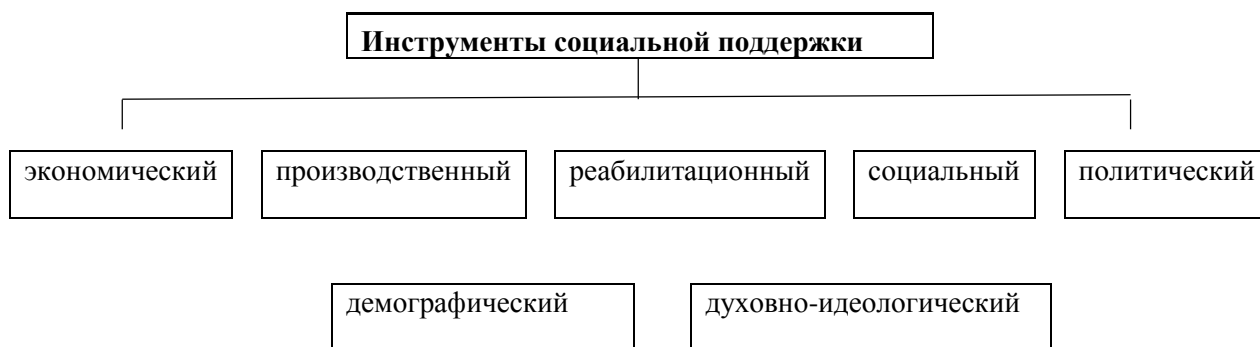 Инструменты социальной поддержки
экономический
производственный
реабилитационный
социальный
политический
демографический
духовно-идеологический